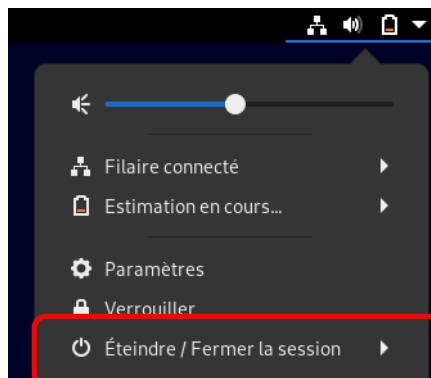 Filaire connecté
Estimation en cours...
Paramètres
Verrouiller
Éteindre / Fermer la session